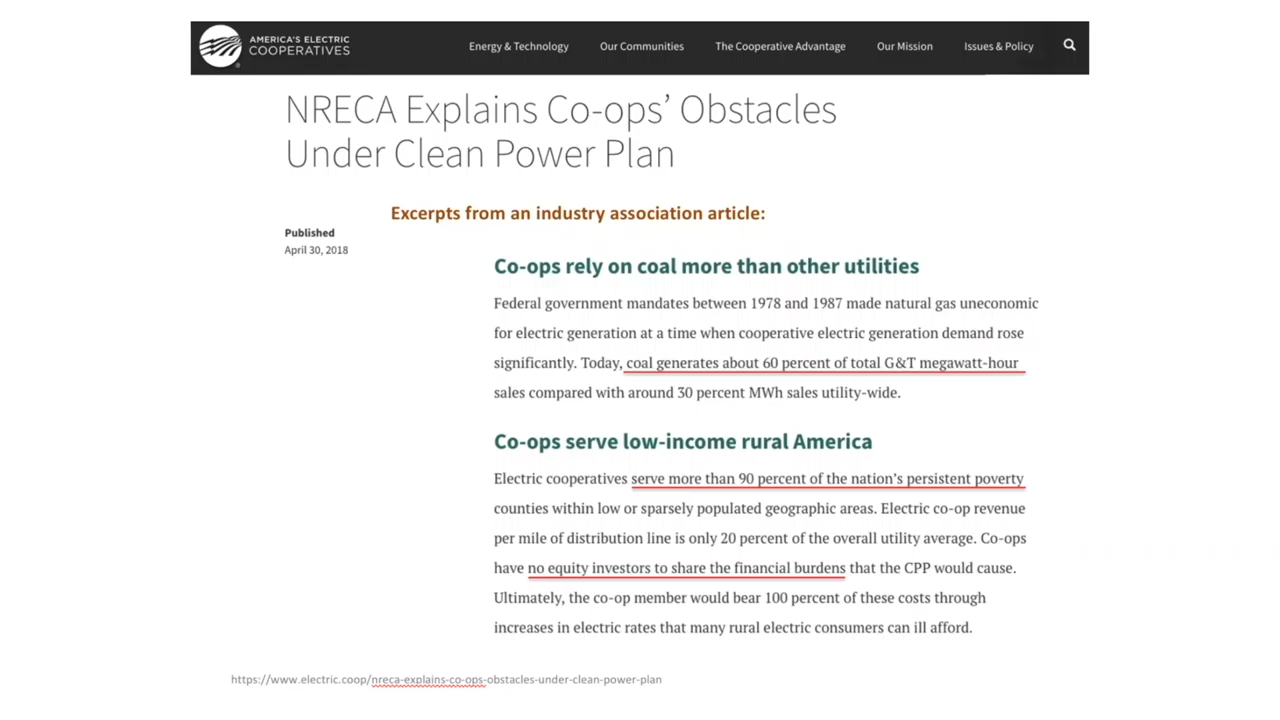 AMERICA'S ELECTRIC
COOPERATIVES
Energy & Technology
Our Communities
The Cooperative Advantage
Our Mission
Issues & Policy
NRECA Explains Co-ops’ Obstacles
Under Clean Power Plan
Excerpts from an industry association article:
Published
April 30, 2018
Co-ops rely on coal more than other utilities
Federal government mandates between 1978 and 1987 made natural gas uneconomic
for electric generation at a time when cooperative electric generation demand rose
significantly. Today, coal generates about 60 percent of total G&T megawatt-hour
sales compared with around 30 percent MWh sales utility-wide.
Co-ops serve low-income rural America
Electric cooperatives serve more than 90 percent of the nation’s persistent poverty
counties within low or sparsely populated geographic areas. Electric co-op revenue
per mile of distribution line is only 20 percent of the overall utility average. Co-ops
have no equity investors to share the financial burdens that the CPP would cause.
Ultimately, the co-op member would bear 100 percent of these costs through
increases in electric rates that many rural electric consumers can ill afford.
https://www.electric.coop/nreca-explains-co-ops-obstacles-under-clean-power-plan